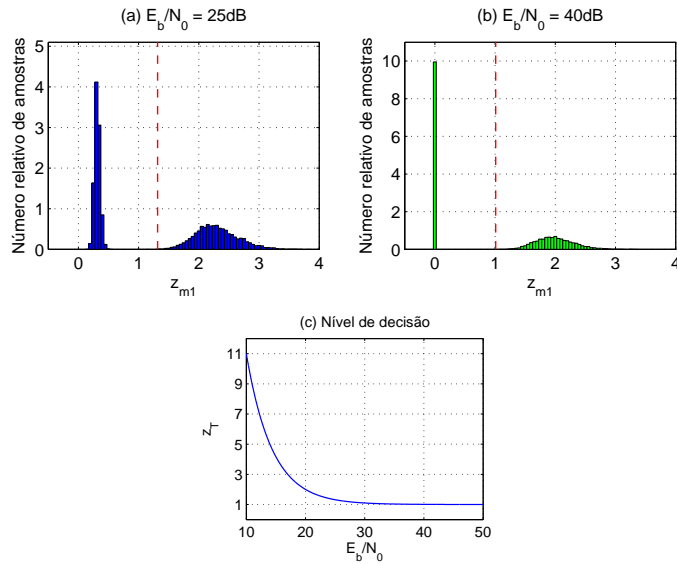 (a) E_b/N_0 = 25dB
Número relativo de amostras
5
4
3
2
1
0
0 1 2 3 4
z_m1
(b) E_b/N_0 = 40dB
Número relativo de amostras
10
8
6
4
2
0
0 1 2 3 4
z_m1
(c) Nível de decisão
z_T
11
9
7
5
3
1
10 20 30 40 50
E_b/N_0